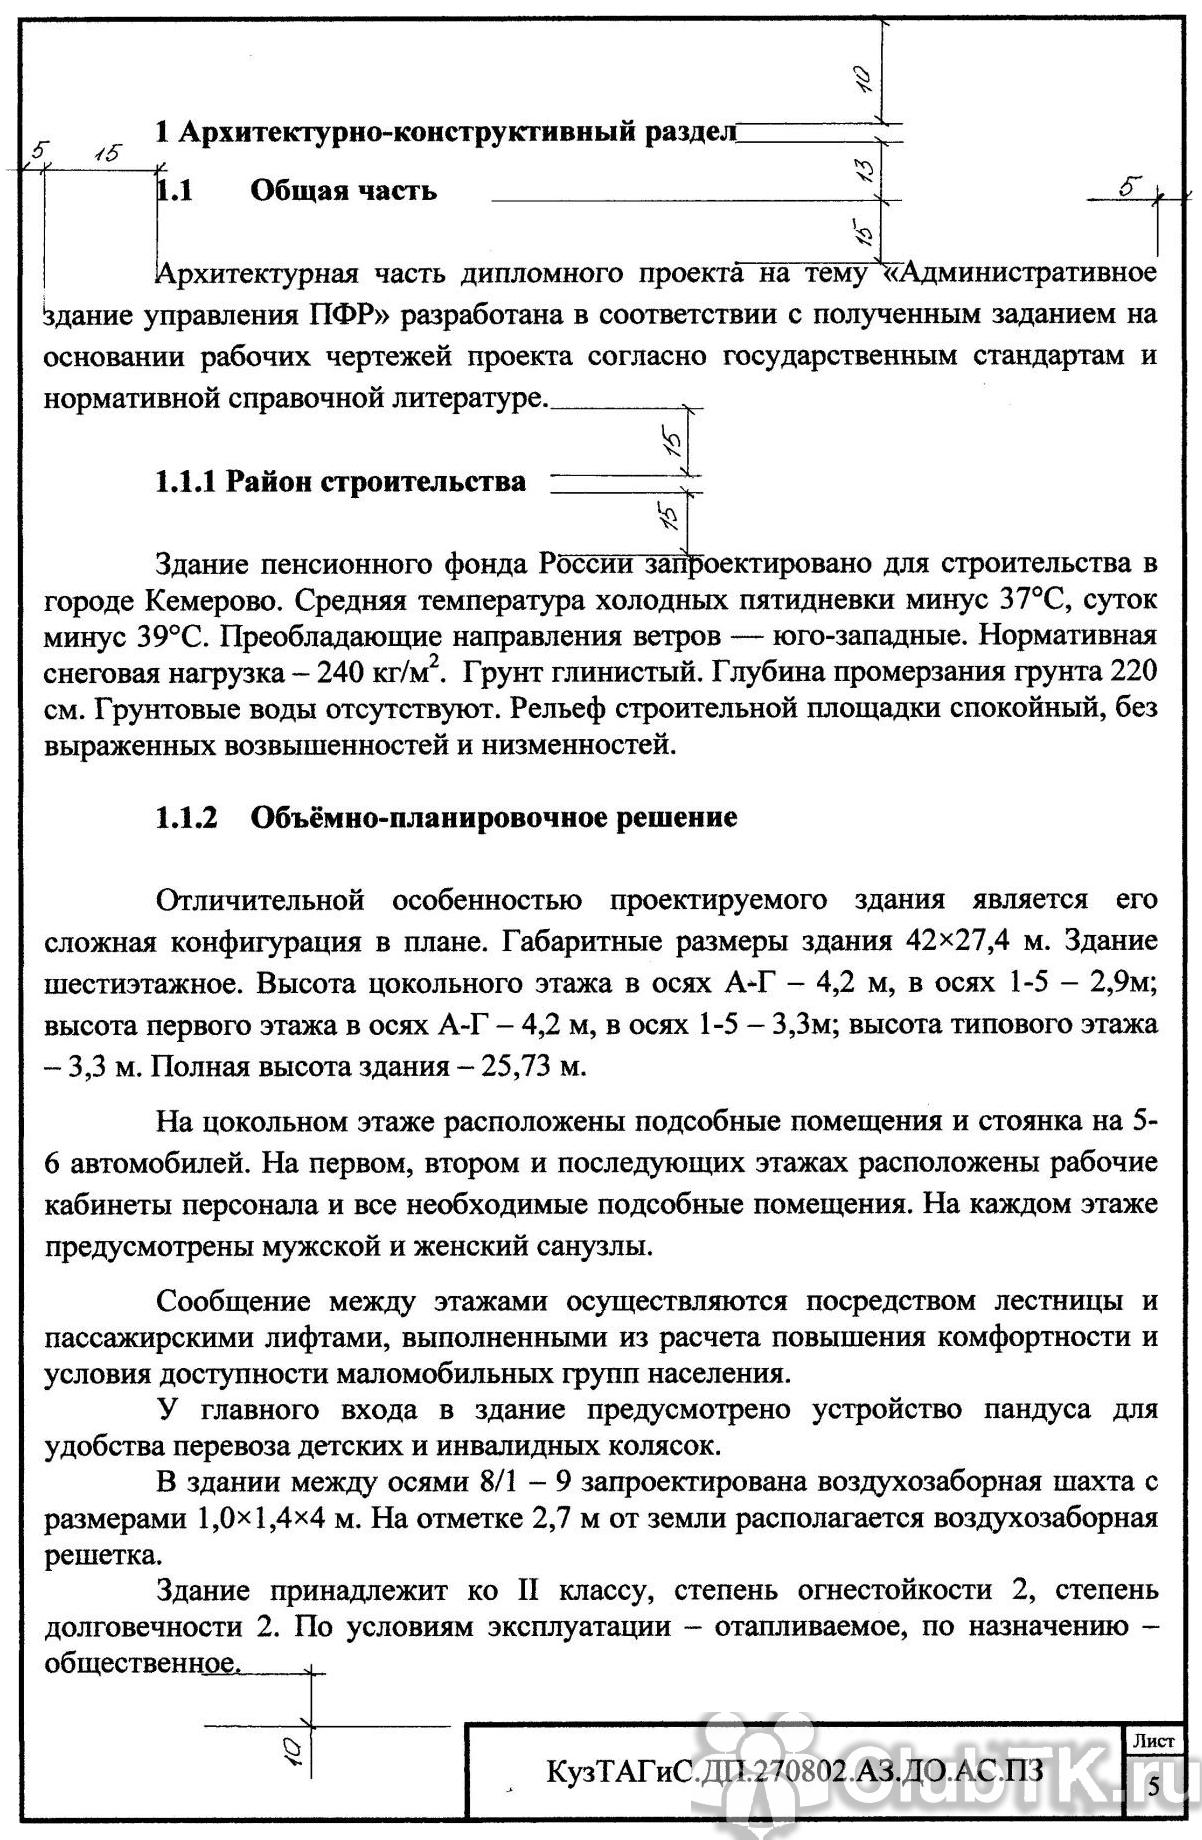 10
1 Архитектурно-конструктивный раздел
5 15
13
1.1 Общая часть
5
15
Архитектурная часть дипломного проекта на тему «Административное
здание управления ПФР» разработана в соответствии с полученным заданием на
основании рабочих чертежей проекта согласно государственным стандартам и
нормативной справочной литературе.
15
1.1.1 Район строительства
15
Здание пенсионного фонда России запроектировано для строительства в
городе Кемерово. Средняя температура холодных пятидневки минус 37°С, суток
минус 39°С. Преобладающие направления ветров — юго-западные. Нормативная
снеговая нагрузка – 240 кг/м². Грунт глинистый. Глубина промерзания грунта 220
см. Грунтовые воды отсутствуют. Рельеф строительной площадки спокойный, без
выраженных возвышенностей и низменностей.
1.1.2 Объёмно-планировочное решение
Отличительной особенностью проектируемого здания является его
сложная конфигурация в плане. Габаритные размеры здания 42×27,4 м. Здание
шестиэтажное. Высота цокольного этажа в осях А-Г – 4,2 м, в осях 1-5 – 2,9м;
высота первого этажа в осях А-Г – 4,2 м, в осях 1-5 – 3,3м; высота типового этажа
– 3,3 м. Полная высота здания – 25,73 м.
На цокольном этаже расположены подсобные помещения и стоянка на 5-
6 автомобилей. На первом, втором и последующих этажах расположены рабочие
кабинеты персонала и все необходимые подсобные помещения. На каждом этаже
предусмотрены мужской и женский санузлы.
Сообщение между этажами осуществляются посредством лестницы и
пассажирскими лифтами, выполненными из расчета повышения комфортности и
условия доступности маломобильных групп населения.
У главного входа в здание предусмотрено устройство пандуса для
удобства перевоза детских и инвалидных колясок.
В здании между осями 8/1 – 9 запроектирована воздухозаборная шахта с
размерами 1,0×1,4×4 м. На отметке 2,7 м от земли располагается воздухозаборная
решетка.
Здание принадлежит ко II классу, степень огнестойкости 2, степень
долговечности 2. По условиям эксплуатации – отапливаемое, по назначению –
общественное.
10
КузТАГиС.ДП.270802.АЗ.ДО.АС.ПЗ
Лист
5
ClubTK.ru